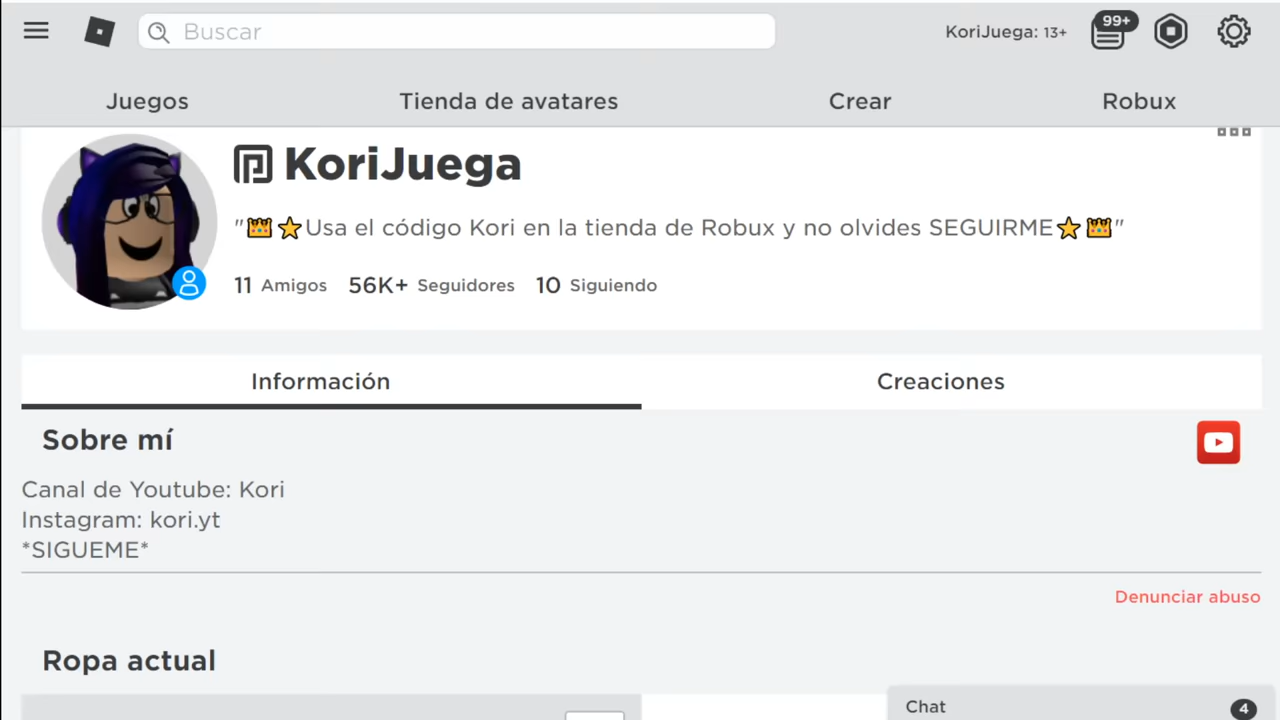 Buscar
KoriJuega: 13+
99+
Juegos
Tienda de avatares
Crear
Robux
KoriJuega
"👑⭐Usa el código Kori en la tienda de Robux y no olvides SEGUIRME⭐👑"
11 Amigos 56K+ Seguidores 10 Siguiendo
Información
Creaciones
Sobre mí
Canal de Youtube: Kori
Instagram: kori.yt
*SIGUEME*
Denunciar abuso
Ropa actual
Chat
4